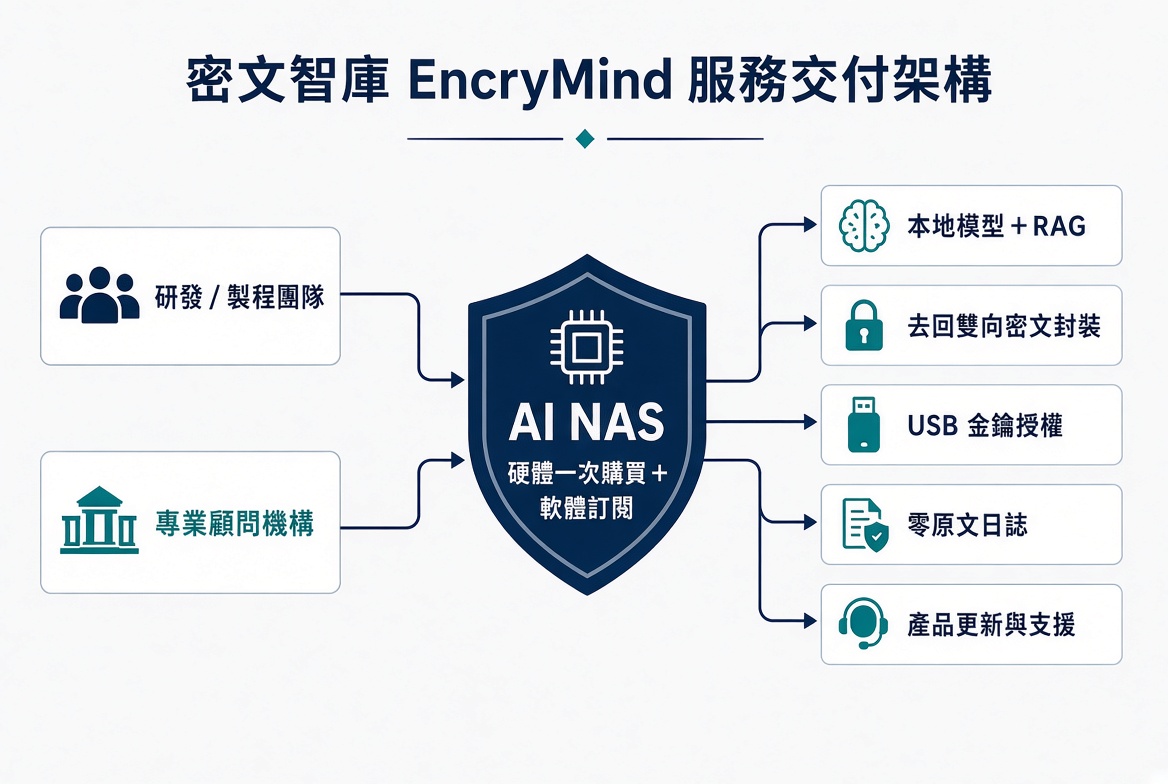 密文智庫 EncryMind 服務交付架構
研發 / 製程團隊
專業顧問機構
AI NAS
硬體一次購買＋
軟體訂閱
本地模型＋RAG
去回雙向密文封裝
USB 金鑰授權
零原文日誌
產品更新與支援